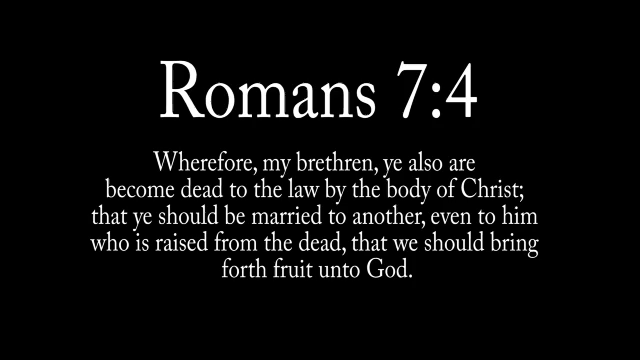 Romans 7:4
Wherefore, my brethren, ye also are
become dead to the law by the body of Christ;
that ye should be married to another, even to him
who is raised from the dead, that we should bring
forth fruit unto God.